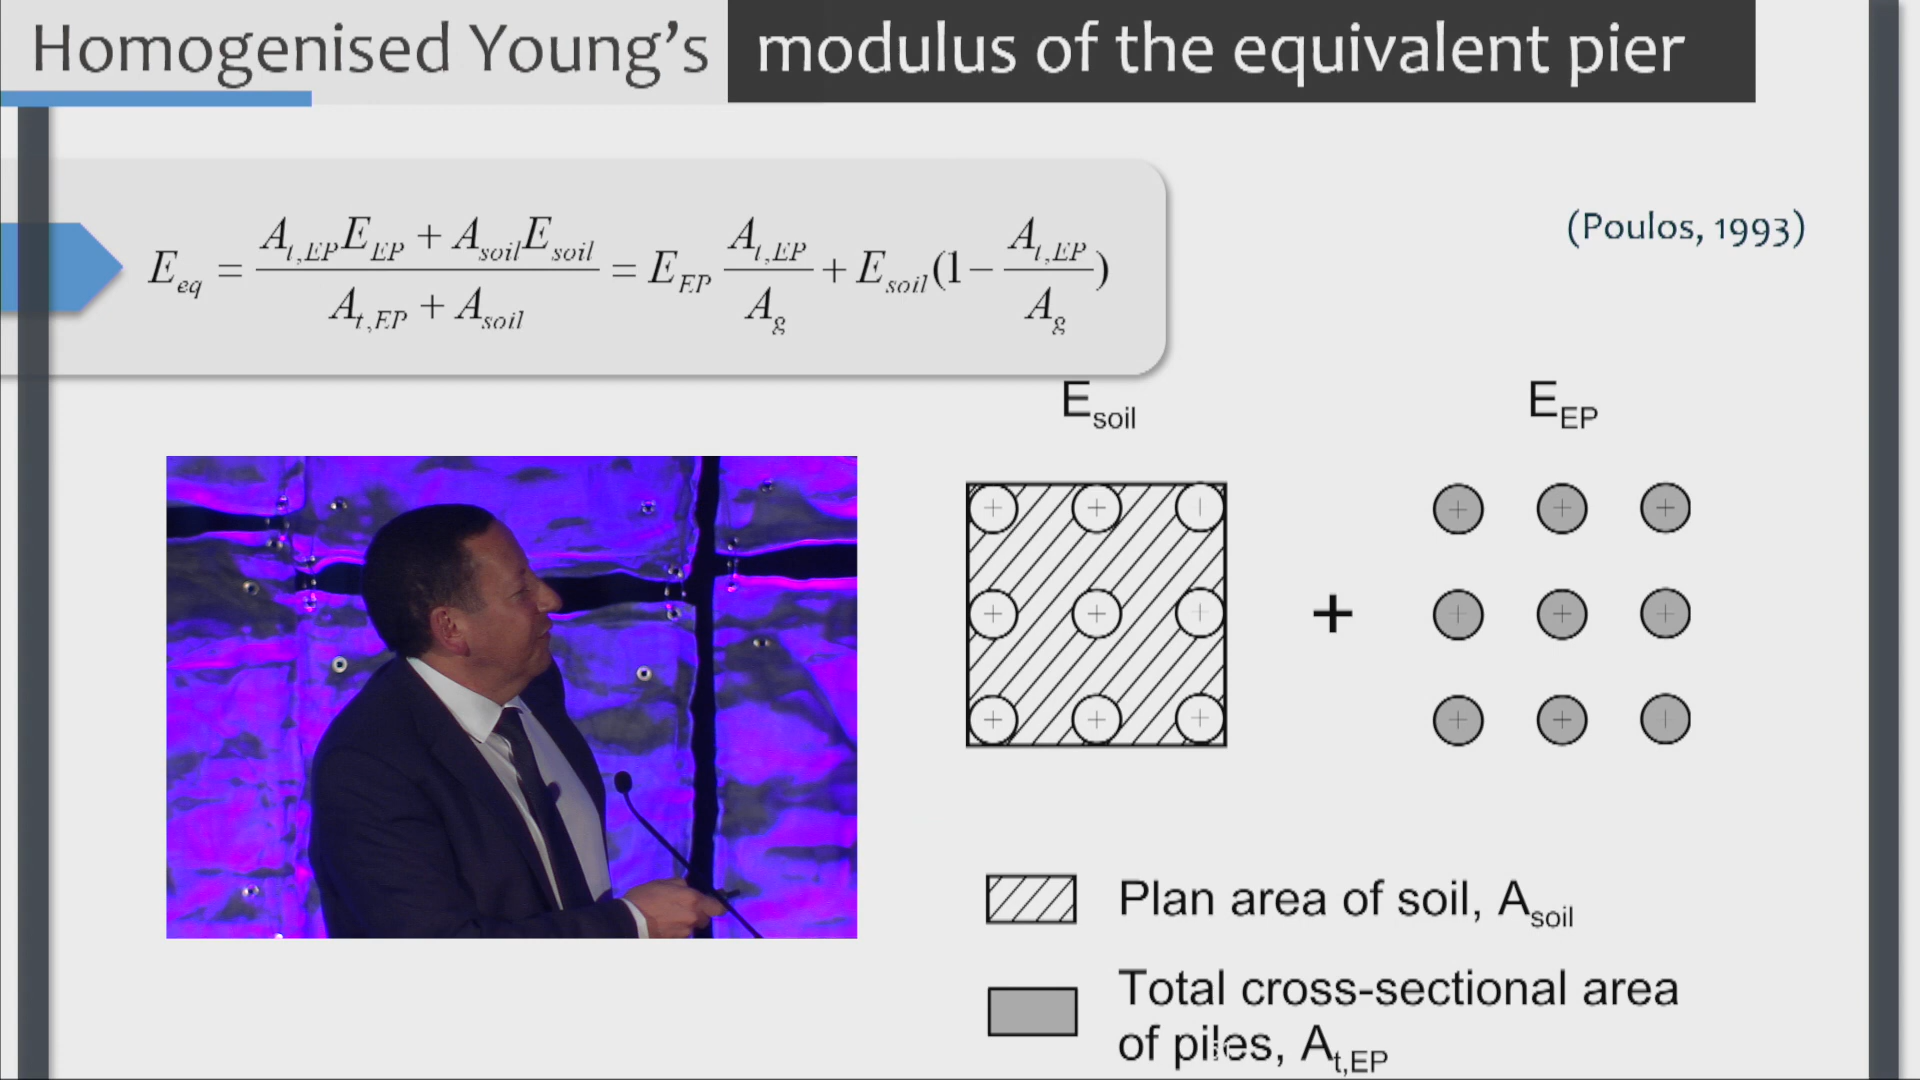 Homogenised Young's modulus of the equivalent pier
E_eq = (A_t,EP E_EP + A_soil E_soil) / (A_t,EP + A_soil) = E_EP A_t,EP / A_g + E_soil (1 − A_t,EP / A_g)
(Poulos, 1993)
E_soil E_EP
+
Plan area of soil, A_soil
Total cross-sectional area
of piles, A_t,EP